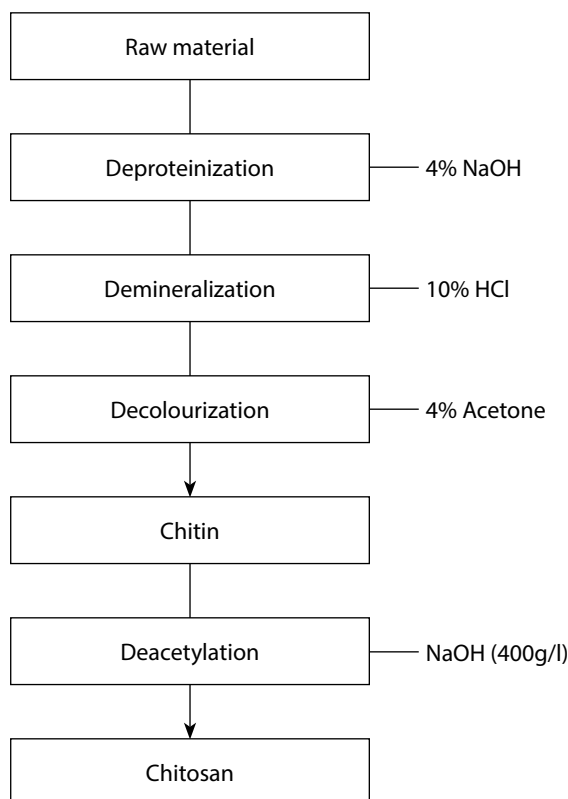 Raw material
Deproteinization
4% NaOH
Demineralization
10% HCl
Decolourization
4% Acetone
Chitin
Deacetylation
NaOH (400g/l)
Chitosan